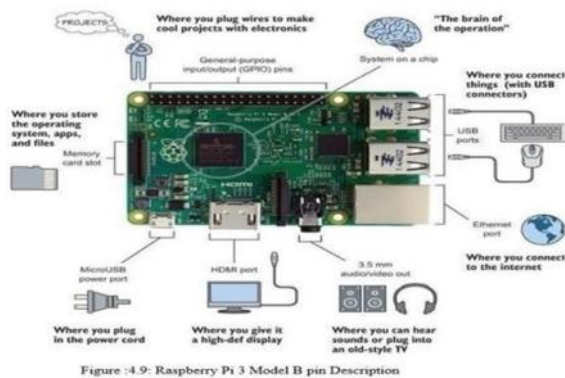 PROJECTS
Where you plug wires to make
cool projects with electronics
"The brain of
the operation"
General-purpose
input/output (GPIO) pins
System on a chip
Where you connect
things (with USB
connectors)
Where you store
the operating
system, apps,
and files
Memory
card slot
USB
ports
HDMI
Ethernet
port
MicroUSB
power port
HDMI port
3.5 mm
audio/video out
Where you connect
to the internet
Where you plug
in the power cord
Where you give it
a high-def display
Where you can hear
sounds or plug into
an old-style TV
Figure :4.9: Raspberry Pi 3 Model B pin Description